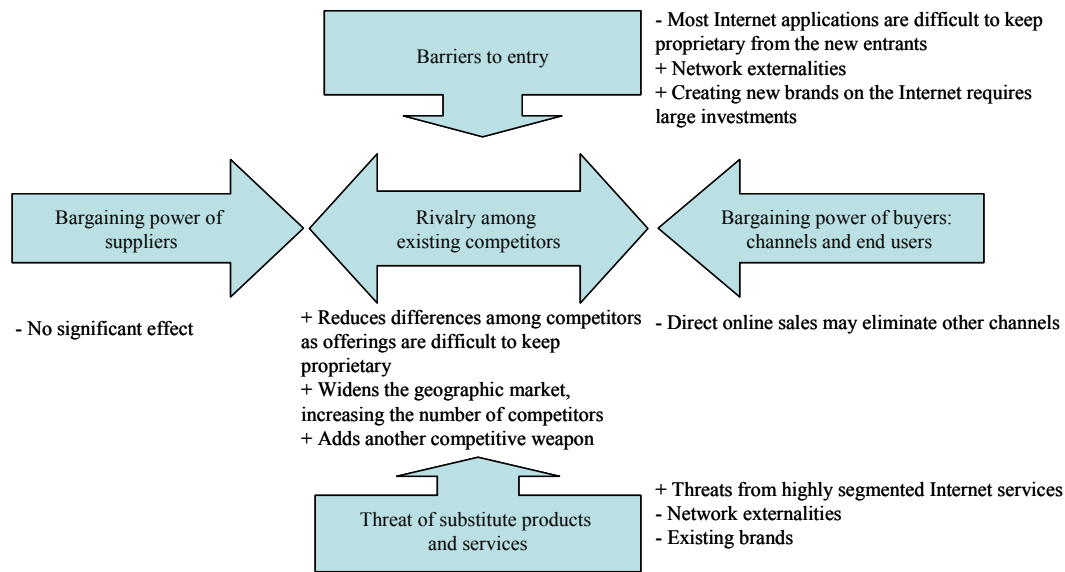 Barriers to entry
- Most Internet applications are difficult to keep
proprietary from the new entrants
+ Network externalities
+ Creating new brands on the Internet requires
large investments
Bargaining power of
suppliers
- No significant effect
Rivalry among
existing competitors
+ Reduces differences among competitors
as offerings are difficult to keep
proprietary
+ Widens the geographic market,
increasing the number of competitors
+ Adds another competitive weapon
Bargaining power of buyers:
channels and end users
- Direct online sales may eliminate other channels
Threat of substitute products
and services
+ Threats from highly segmented Internet services
- Network externalities
- Existing brands